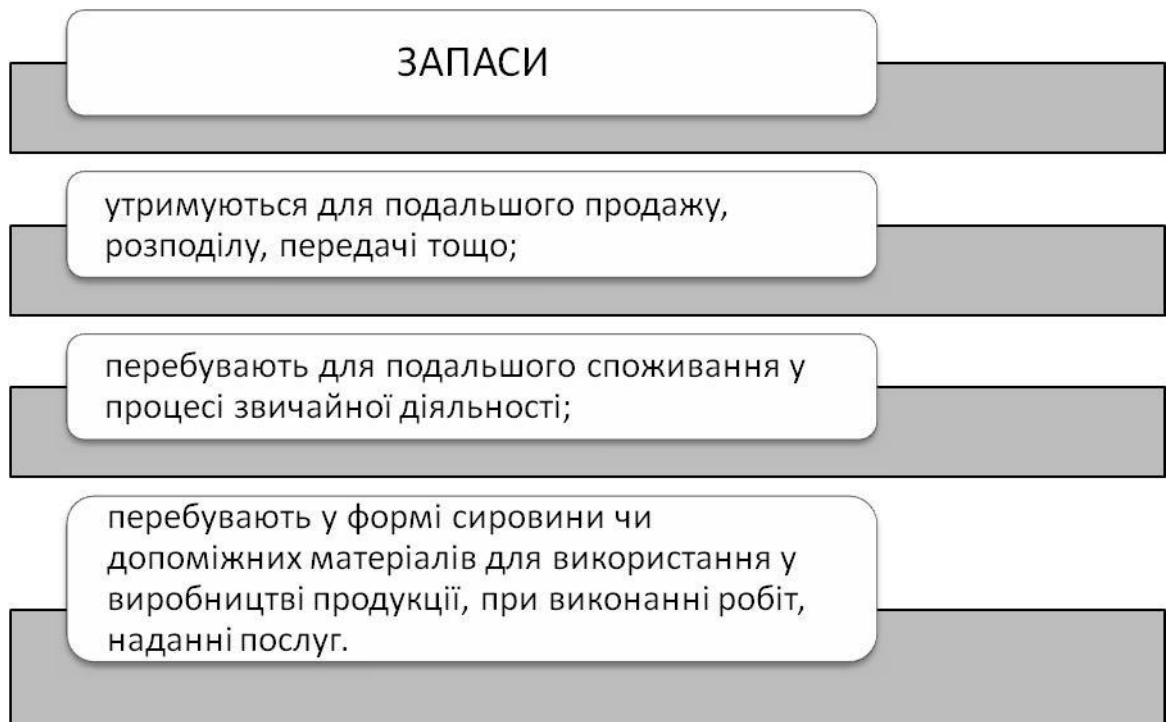 ЗАПАСИ
утримуються для подальшого продажу,
розподілу, передачі тощо;
перебувають для подальшого споживання у
процесі звичайної діяльності;
перебувають у формі сировини чи
допоміжних матеріалів для використання у
виробництві продукції, при виконанні робіт,
наданні послуг.